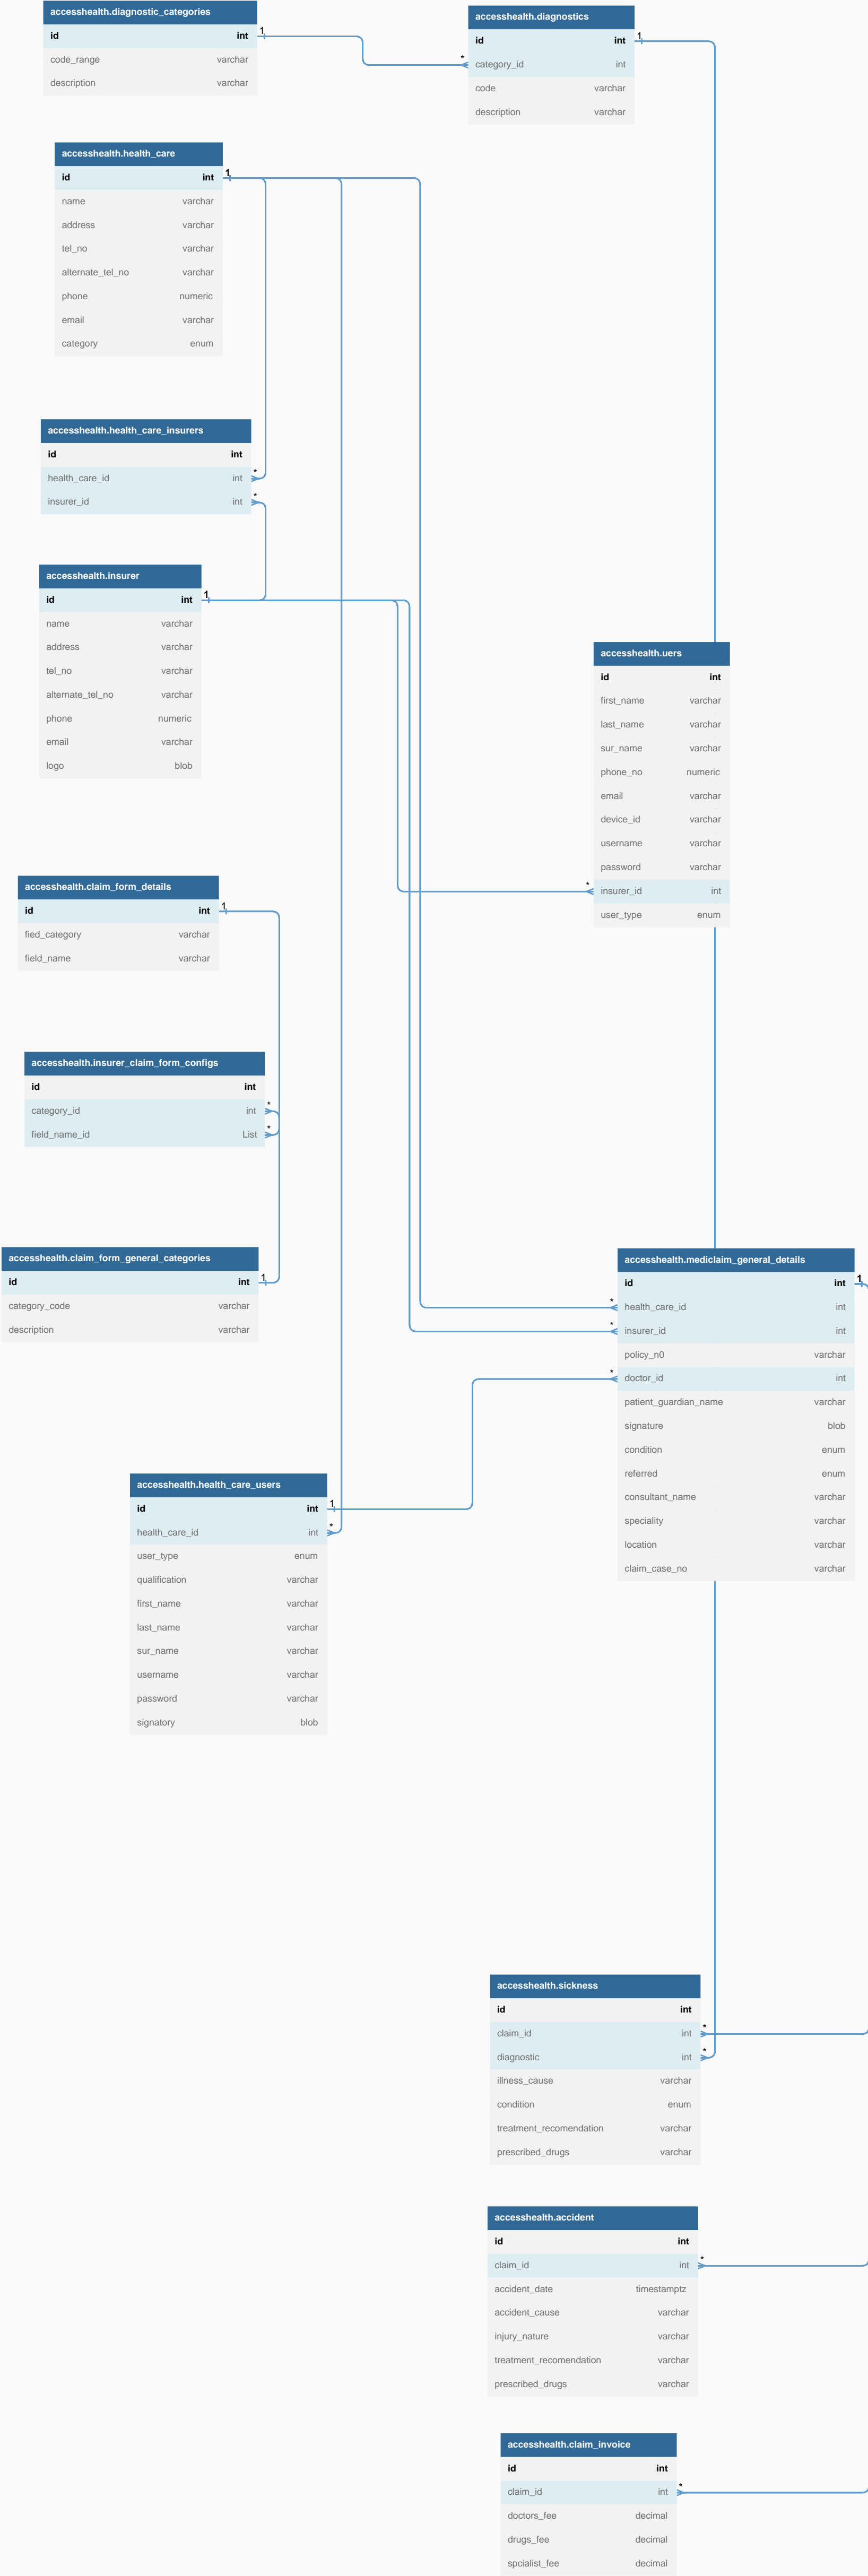 accesshealth.diagnostic_categories
id int 1
code_range varchar
description varchar
accesshealth.diagnostics
id int 1
* category_id int
code varchar
description varchar
accesshealth.health_care
id int 1
name varchar
address varchar
tel_no varchar
alternate_tel_no varchar
phone numeric
email varchar
category enum
accesshealth.health_care_insurers
id int
health_care_id int *
insurer_id int *
accesshealth.insurer
id int 1
name varchar
address varchar
tel_no varchar
alternate_tel_no varchar
phone numeric
email varchar
logo blob
accesshealth.uers
id int
first_name varchar
last_name varchar
sur_name varchar
phone_no numeric
email varchar
device_id varchar
username varchar
password varchar
* insurer_id int
user_type enum
accesshealth.claim_form_details
id int 1
fied_category varchar
field_name varchar
accesshealth.insurer_claim_form_configs
id int
category_id int *
field_name_id List *
accesshealth.claim_form_general_categories
id int 1
category_code varchar
description varchar
accesshealth.mediclaim_general_details
id int 1
* health_care_id int
* insurer_id int
policy_n0 varchar
* doctor_id int
patient_guardian_name varchar
signature blob
condition enum
referred enum
consultant_name varchar
speciality varchar
location varchar
claim_case_no varchar
accesshealth.health_care_users
id int 1
health_care_id int *
user_type enum
qualification varchar
first_name varchar
last_name varchar
sur_name varchar
username varchar
password varchar
signatory blob
accesshealth.sickness
id int
claim_id int *
diagnostic int *
illness_cause varchar
condition enum
treatment_recomendation varchar
prescribed_drugs varchar
accesshealth.accident
id int
claim_id int *
accident_date timestamptz
accident_cause varchar
injury_nature varchar
treatment_recomendation varchar
prescribed_drugs varchar
accesshealth.claim_invoice
id int
claim_id int *
doctors_fee decimal
drugs_fee decimal
spcialist_fee decimal